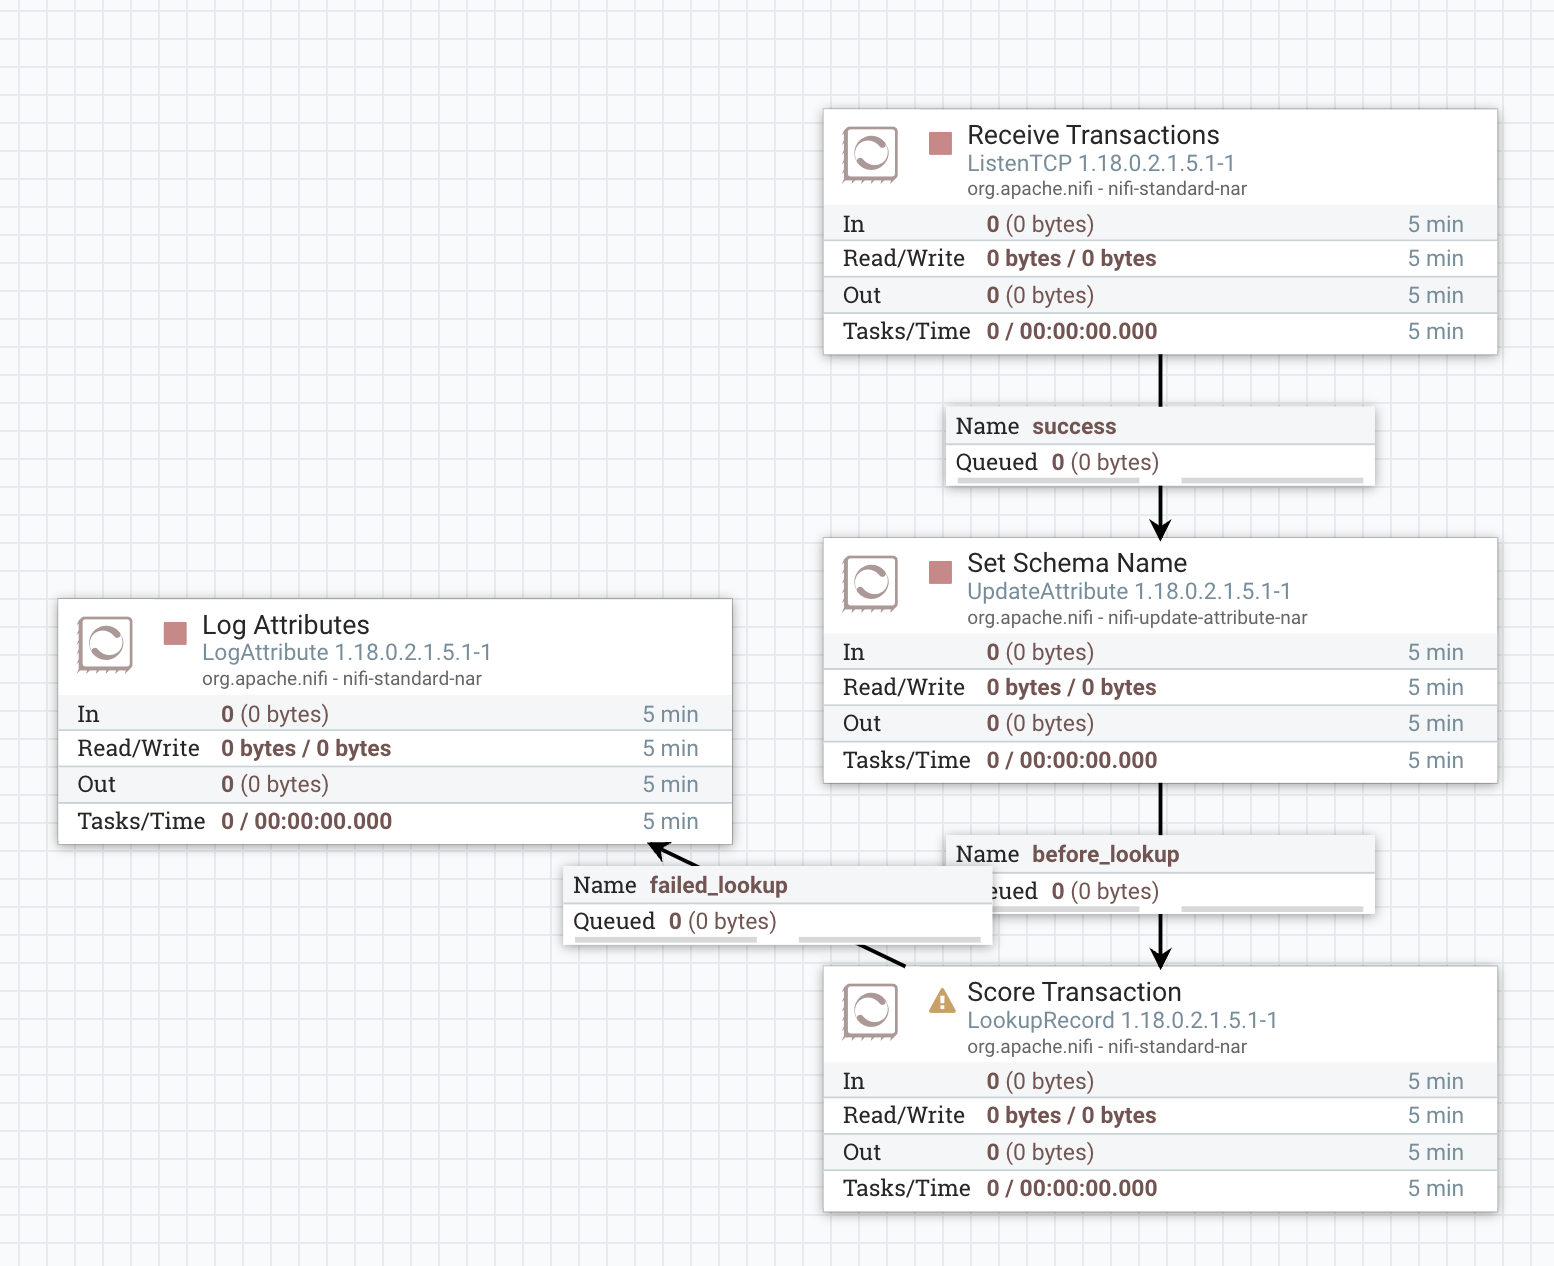 Receive Transactions
ListenTCP 1.18.0.2.1.5.1-1
org.apache.nifi - nifi-standard-nar
In 0 (0 bytes) 5 min
Read/Write 0 bytes / 0 bytes 5 min
Out 0 (0 bytes) 5 min
Tasks/Time 0 / 00:00:00.000 5 min
Name success
Queued 0 (0 bytes)
Set Schema Name
UpdateAttribute 1.18.0.2.1.5.1-1
org.apache.nifi - nifi-update-attribute-nar
In 0 (0 bytes) 5 min
Read/Write 0 bytes / 0 bytes 5 min
Out 0 (0 bytes) 5 min
Tasks/Time 0 / 00:00:00.000 5 min
Log Attributes
LogAttribute 1.18.0.2.1.5.1-1
org.apache.nifi - nifi-standard-nar
In 0 (0 bytes) 5 min
Read/Write 0 bytes / 0 bytes 5 min
Out 0 (0 bytes) 5 min
Tasks/Time 0 / 00:00:00.000 5 min
Name before_lookup
eued 0 (0 bytes)
Name failed_lookup
Queued 0 (0 bytes)
Score Transaction
LookupRecord 1.18.0.2.1.5.1-1
org.apache.nifi - nifi-standard-nar
In 0 (0 bytes) 5 min
Read/Write 0 bytes / 0 bytes 5 min
Out 0 (0 bytes) 5 min
Tasks/Time 0 / 00:00:00.000 5 min